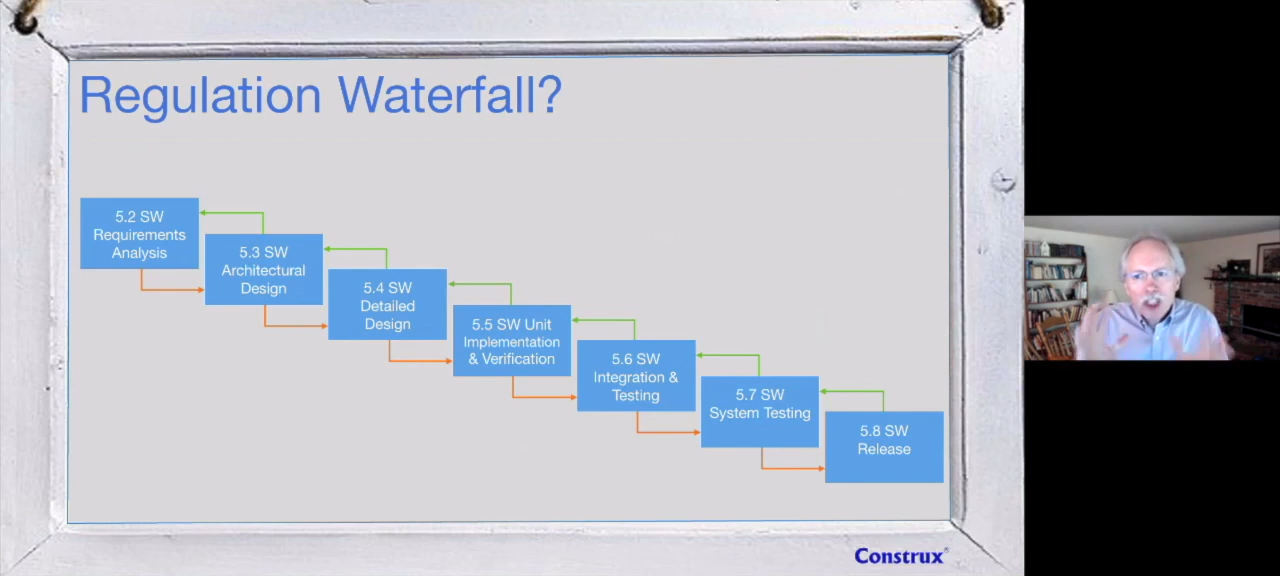 Regulation Waterfall?
5.2 SW
Requirements
Analysis
5.3 SW
Architectural
Design
5.4 SW
Detailed
Design
5.5 SW Unit
Implementation
& Verification
5.6 SW
Integration &
Testing
5.7 SW
System Testing
5.8 SW
Release
Construx®